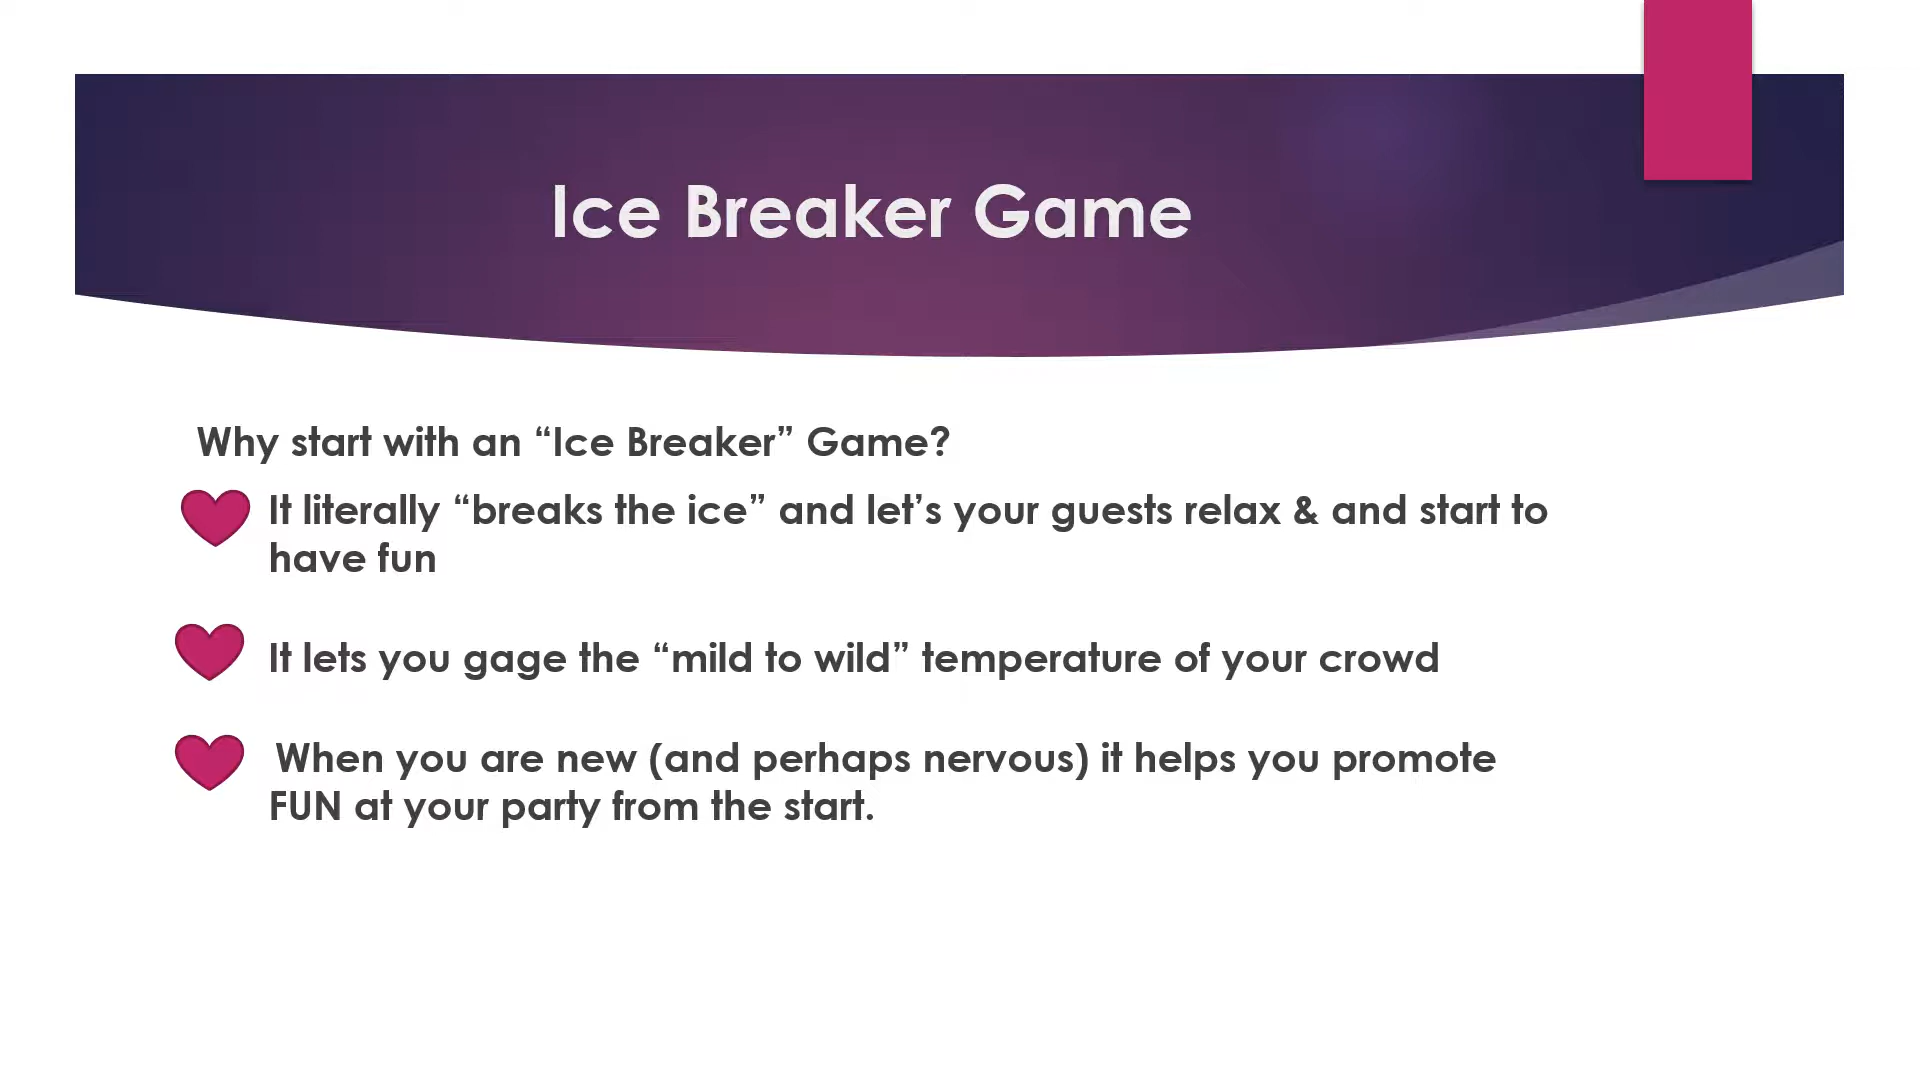 Ice Breaker Game
Why start with an “Ice Breaker” Game?
It literally “breaks the ice” and let’s your guests relax & and start to
have fun
It lets you gage the “mild to wild” temperature of your crowd
When you are new (and perhaps nervous) it helps you promote
FUN at your party from the start.